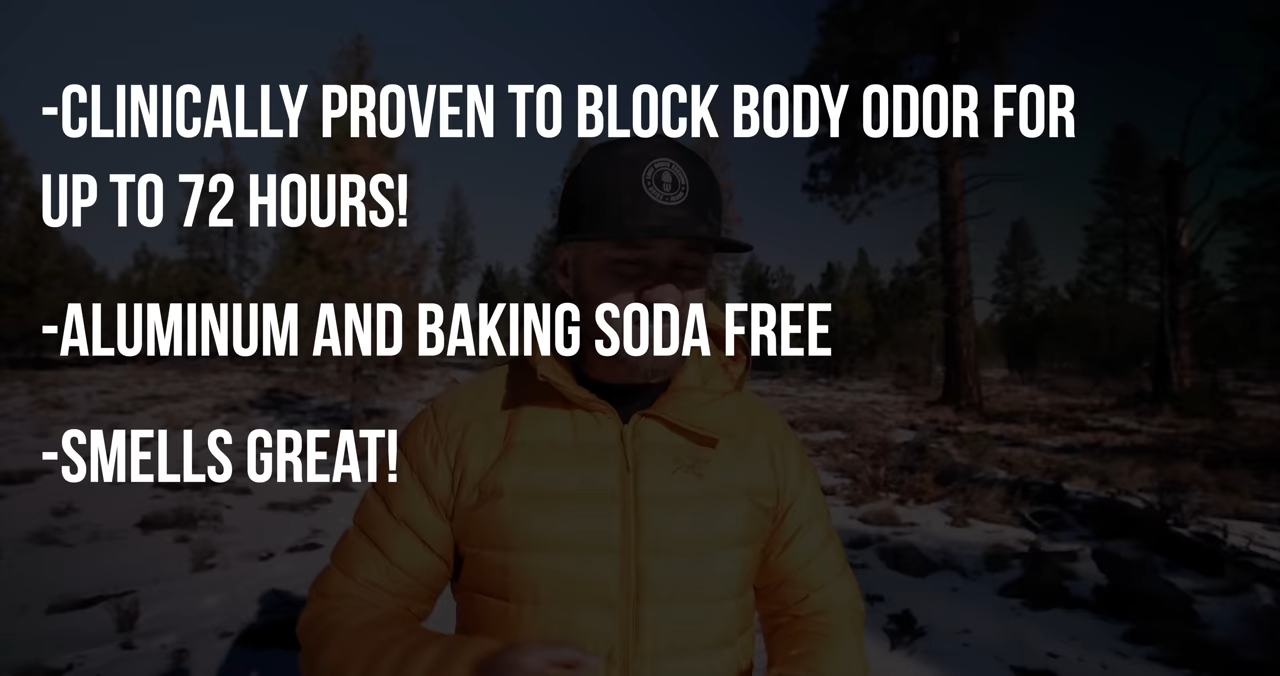 -CLINICALLY PROVEN TO BLOCK BODY ODOR FOR
UP TO 72 HOURS!
-ALUMINUM AND BAKING SODA FREE
-SMELLS GREAT!